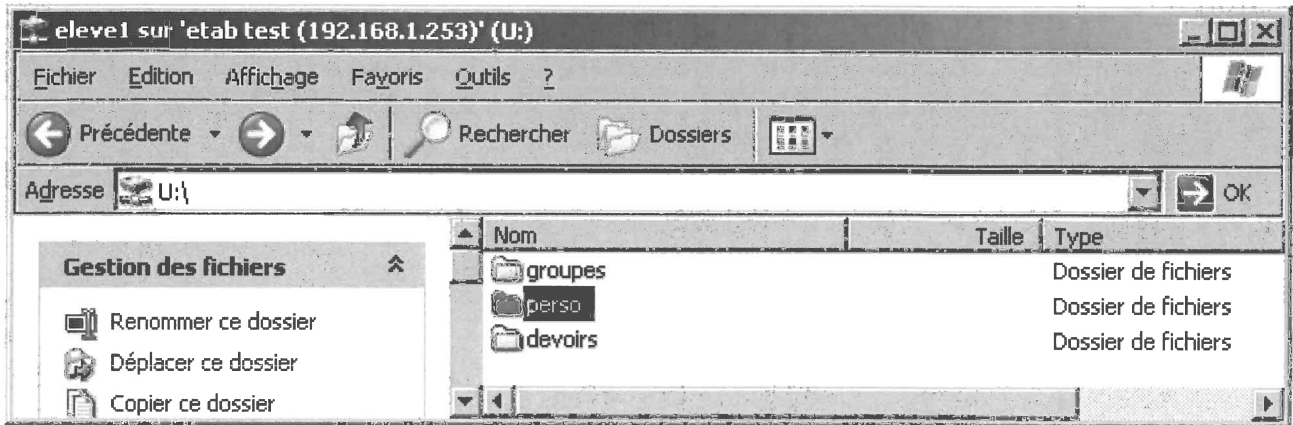 eleve1 sur 'etab test (192.168.1.253)' (U:)
Fichier Edition Affichage Favoris Outils ?
Précédente Rechercher Dossiers
Adresse U:\ OK
Nom Taille Type
Gestion des fichiers
groupes Dossier de fichiers
perso Dossier de fichiers
devoirs Dossier de fichiers
Renommer ce dossier
Déplacer ce dossier
Copier ce dossier